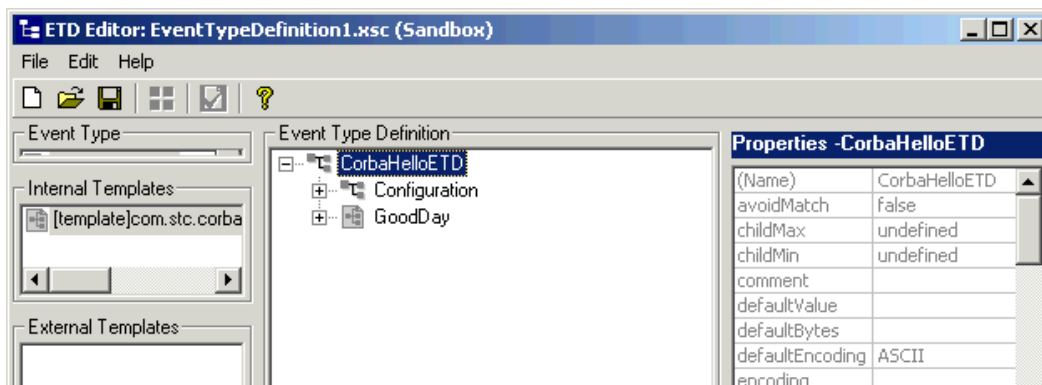 ETD Editor: EventTypeDefinition1.xsc (Sandbox)
File Edit Help
Event Type
Internal Templates
[template]com.stc.corba
External Templates
Event Type Definition
CorbaHelloETD
Configuration
GoodDay
Properties -CorbaHelloETD
(Name) CorbaHelloETD
avoidMatch false
childMax undefined
childMin undefined
comment
defaultValue
defaultBytes
defaultEncoding ASCII
encoding